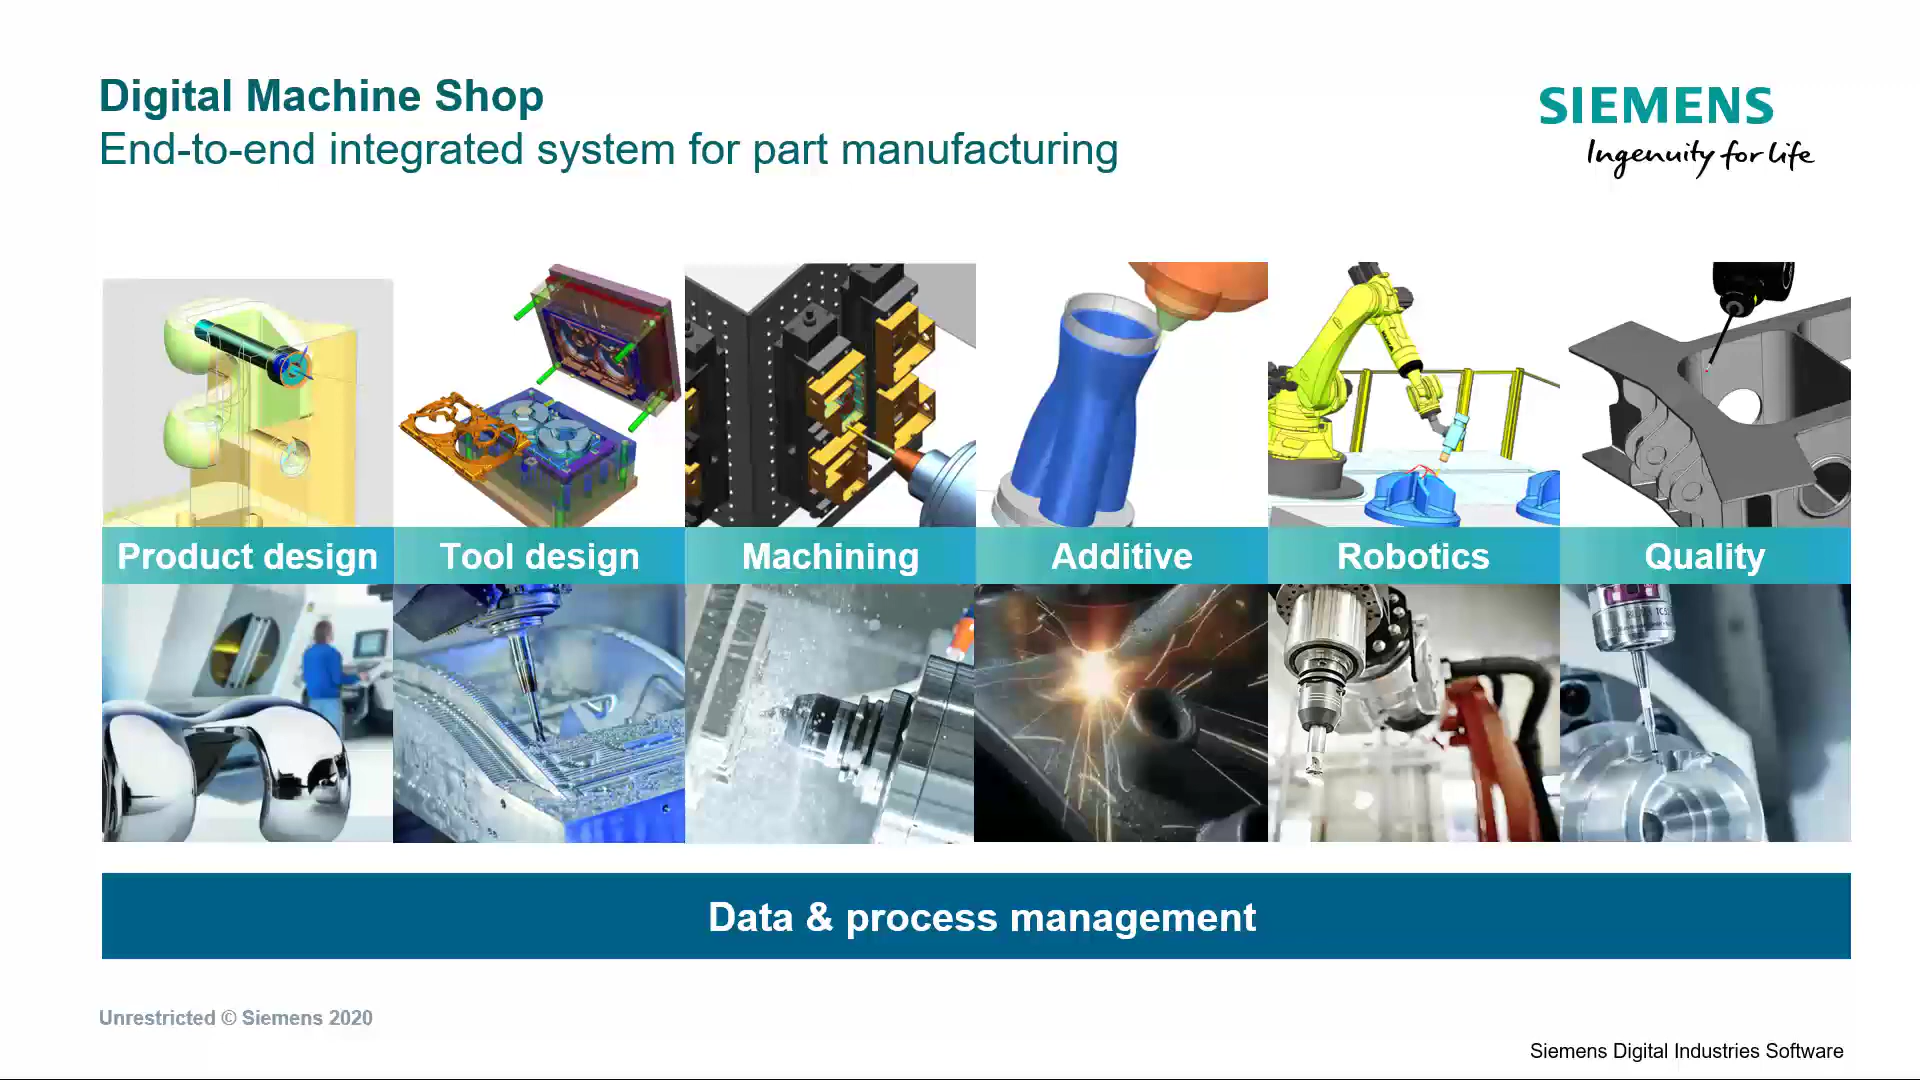 Digital Machine Shop
End-to-end integrated system for part manufacturing
SIEMENS
Ingenuity for life
Product design
Tool design
Machining
Additive
Robotics
Quality
Data & process management
Unrestricted © Siemens 2020
Siemens Digital Industries Software